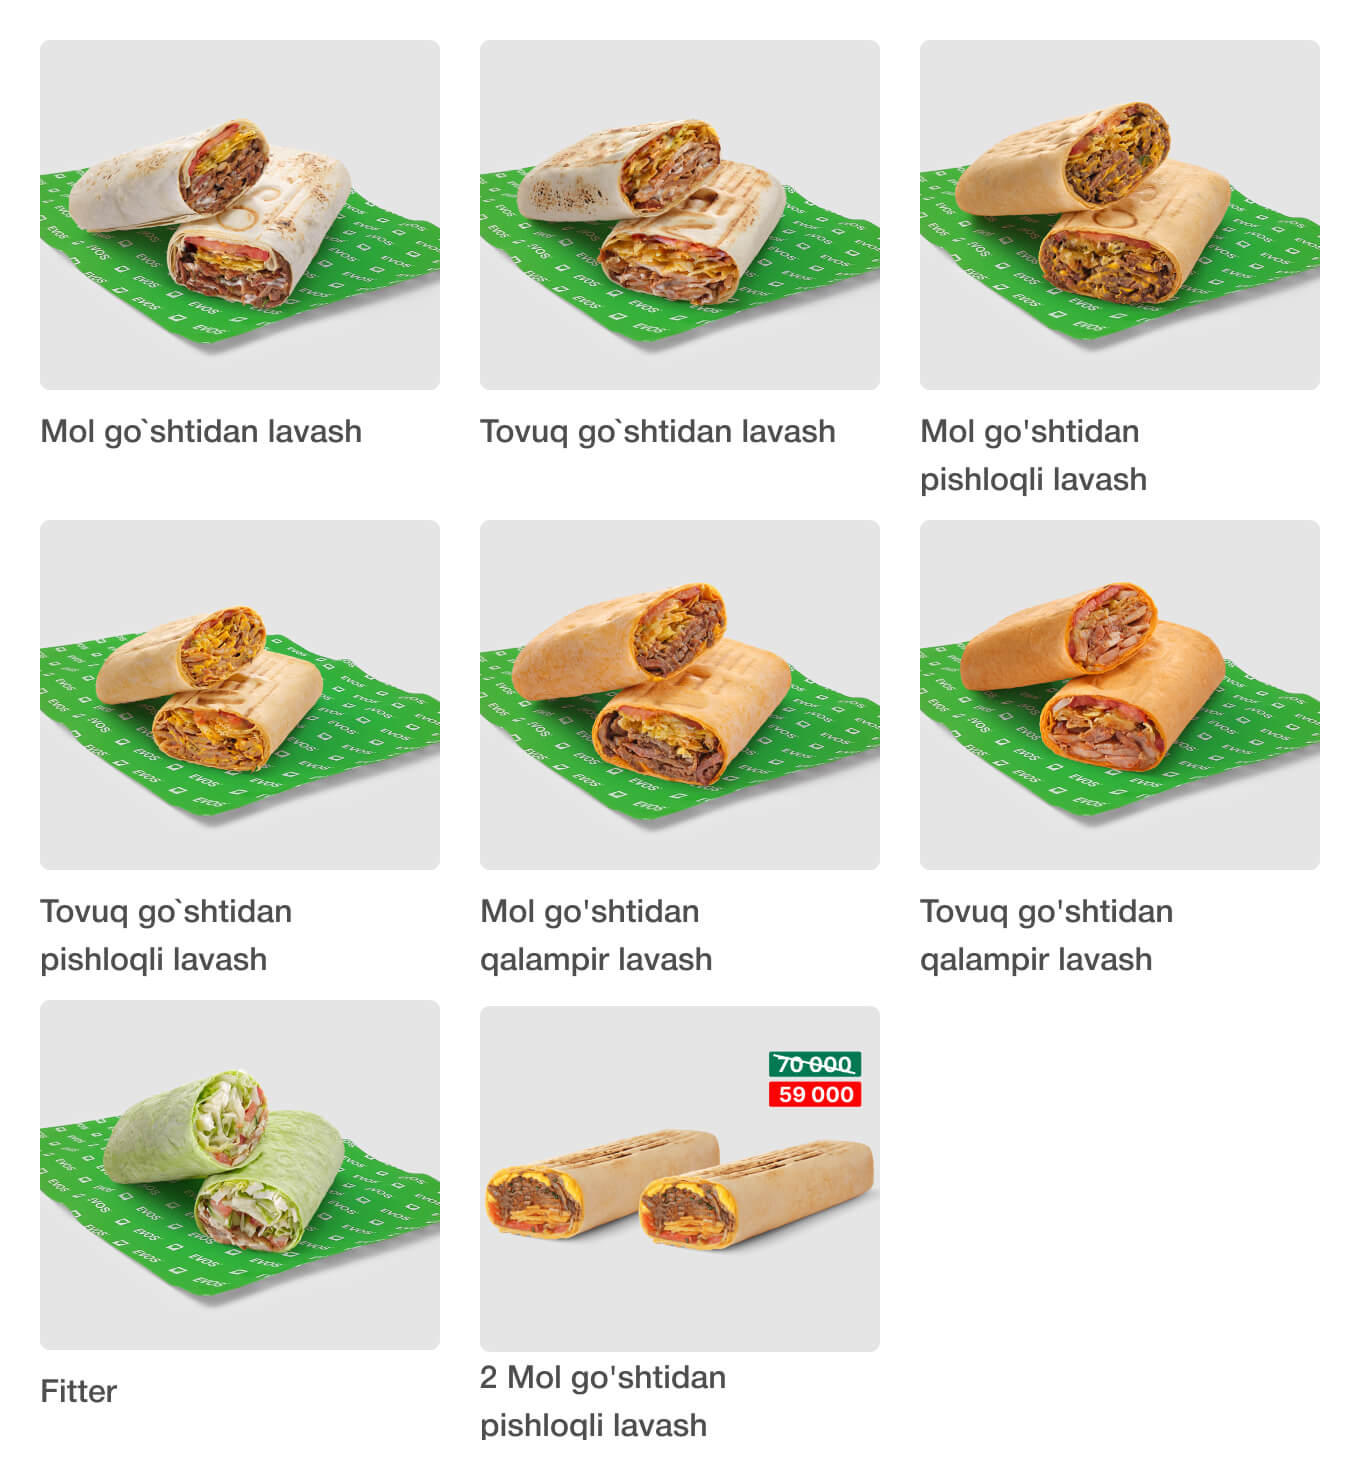 Mol go`shtidan lavash
Tovuq go`shtidan lavash
Mol go'shtidan
pishloqli lavash
Tovuq go`shtidan
pishloqli lavash
Mol go'shtidan
qalampir lavash
Tovuq go'shtidan
qalampir lavash
Fitter
70 000
59 000
2 Mol go'shtidan
pishloqli lavash
EVOS